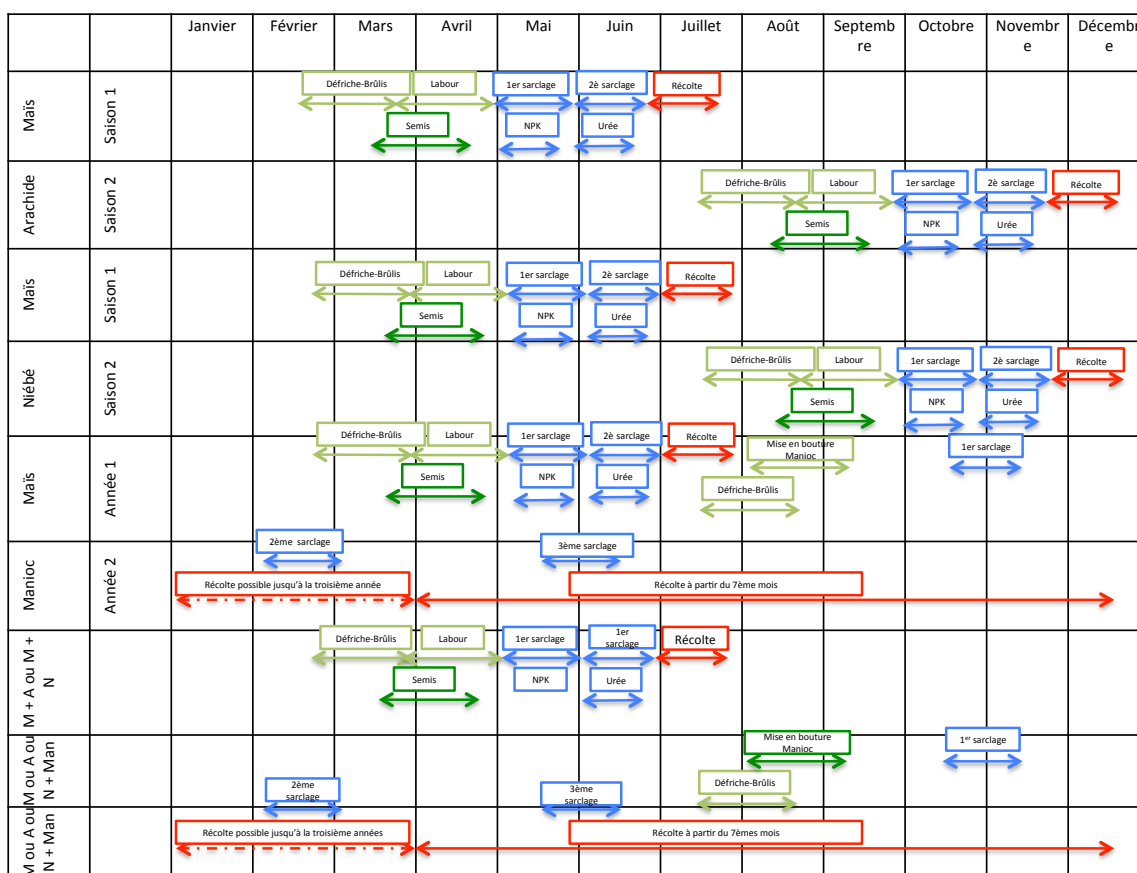 Janvier
Février
Mars
Avril
Mai
Juin
Juillet
Août
Septemb
re
Octobre
Novembr
e
Décemb
re
Maïs
Saison 1
Défriche-Brûlis
Labour
1er sarclage
2è sarclage
Récolte
Semis
NPK
Urée
Arachide
Saison 2
Défriche-Brûlis
Labour
1er sarclage
2è sarclage
Récolte
Semis
NPK
Urée
Maïs
Saison 1
Défriche-Brûlis
Labour
1er sarclage
2è sarclage
Récolte
Semis
NPK
Urée
Niébé
Saison 2
Défriche-Brûlis
Labour
1er sarclage
2è sarclage
Récolte
Semis
NPK
Urée
Maïs
Année 1
Défriche-Brûlis
Labour
1er sarclage
2è sarclage
Récolte
Mise en bouture
Manioc
1er sarclage
Semis
NPK
Urée
Défriche-Brûlis
Manioc
Année 2
2ème sarclage
3ème sarclage
Récolte possible jusqu'à la troisième année
Récolte à partir du 7ème mois
M + A ou M +
N
Défriche-Brûlis
Labour
1er sarclage
1er
sarclage
Récolte
Semis
NPK
Urée
M ou A ou
N + Man
Mise en bouture
Manioc
1er sarclage
2ème
sarclage
3ème
sarclage
Défriche-Brûlis
M ou A ou
N + Man
Récolte possible jusqu'à la troisième années
Récolte à partir du 7èmes mois